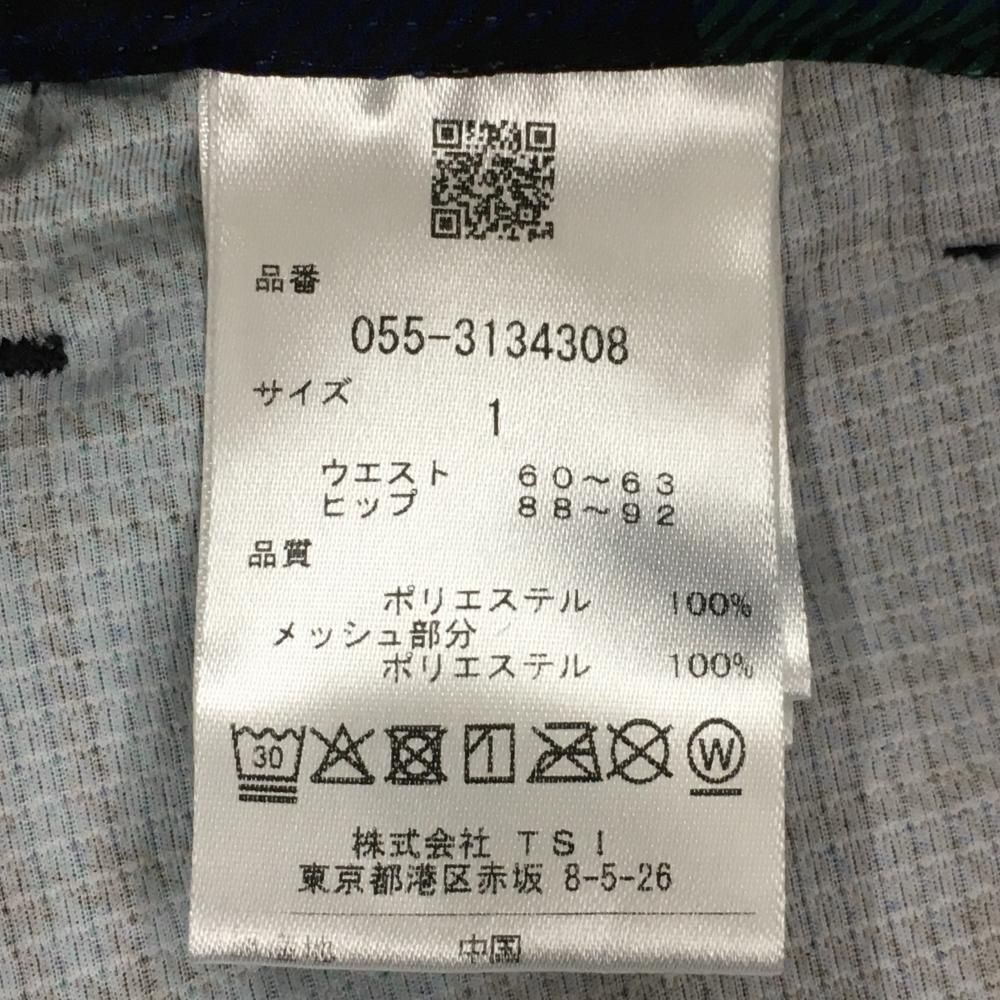 品番
055-3134308
サイズ
1
ウエスト 60～63
ヒップ 88～92
品質
ポリエステル 100%
メッシュ部分
ポリエステル 100%
30 1 W
株式会社 TSI
東京都港区赤坂 8-5-26
中国